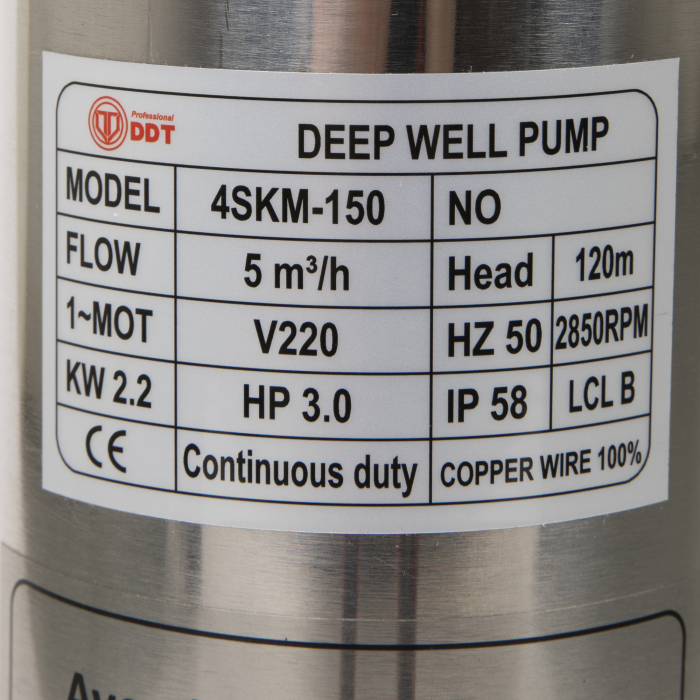 Professional
DDT
DEEP WELL PUMP
MODEL 4SKM-150 NO
FLOW 5 m³/h Head 120m
1~MOT V220 HZ 50 2850RPM
KW 2.2 HP 3.0 IP 58 LCL B
CE Continuous duty COPPER WIRE 100%